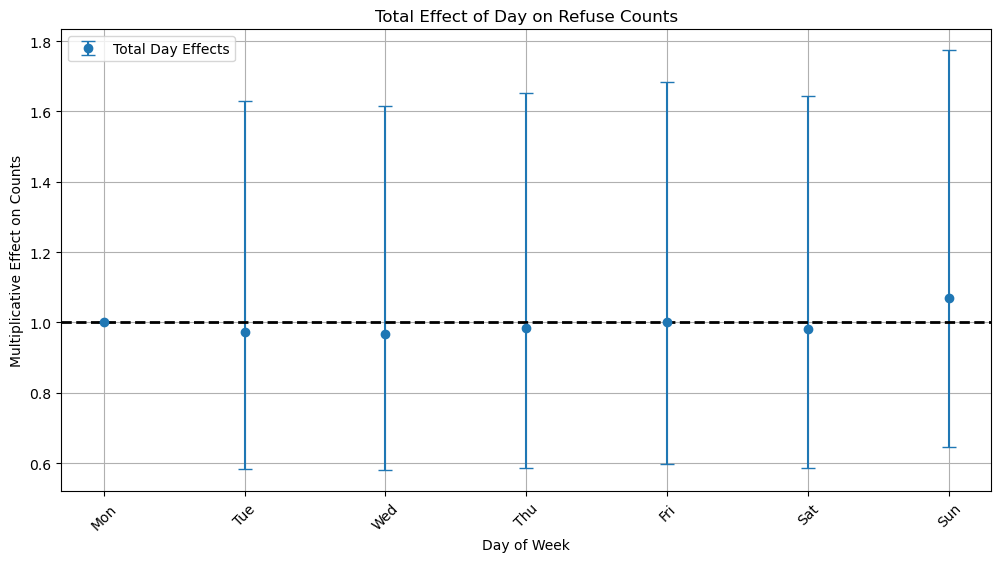 Total Effect of Day on Refuse Counts
Total Day Effects
Multiplicative Effect on Counts
1.8
1.6
1.4
1.2
1.0
0.8
0.6
Mon
Tue
Wed
Thu
Fri
Sat
Sun
Day of Week